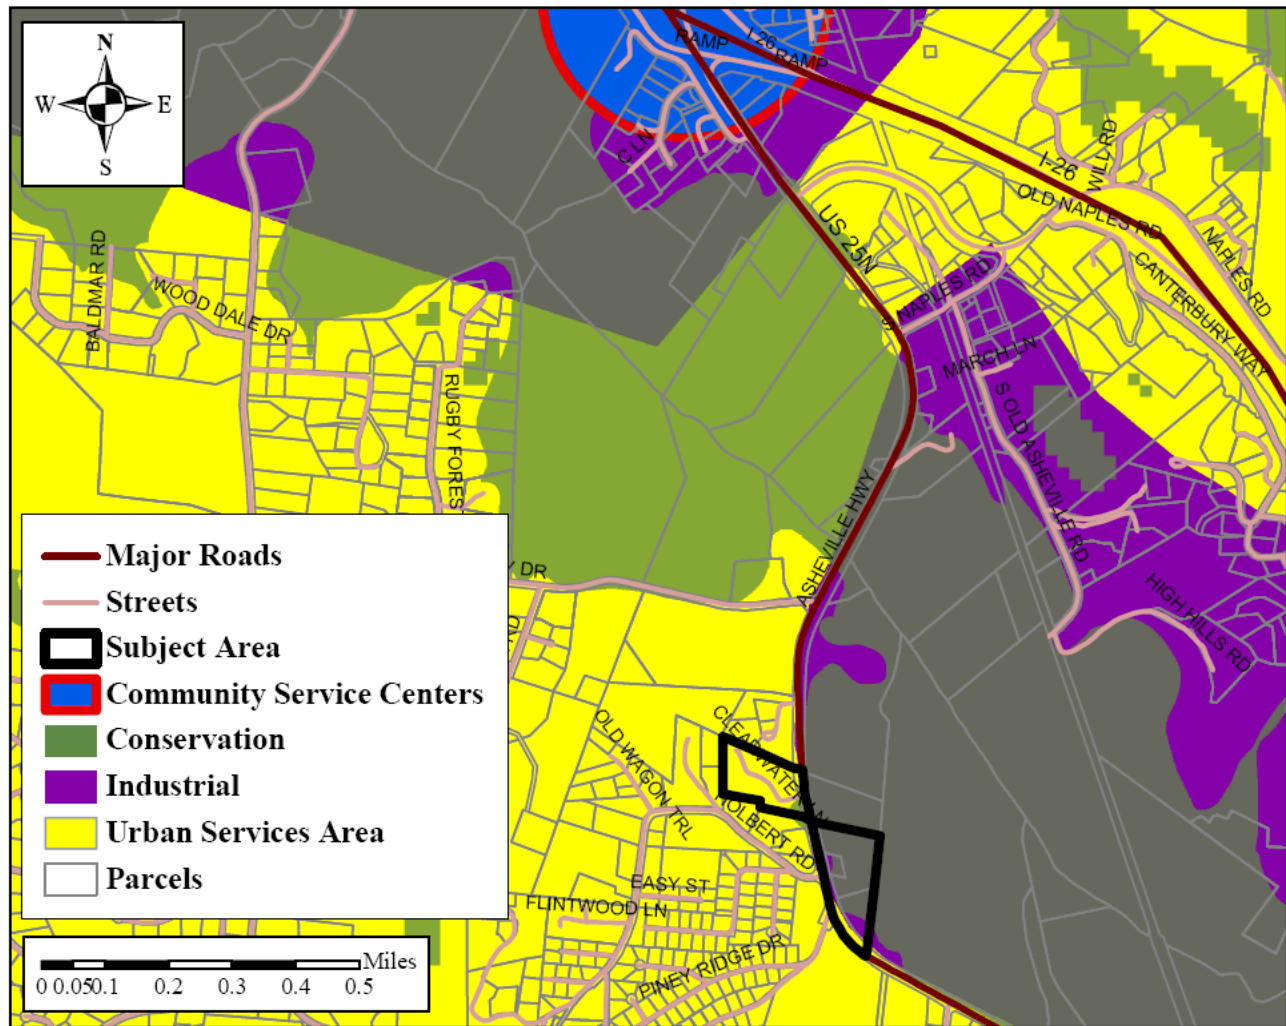 N
W E
S
RAMP
I-26
RAMP
C LN
I-26
WILL RD
OLD NAPLES RD
US 25N
NAPLES RD
CANTERBURY WAY
S NAPLES RD
BALDMAR RD
WOOD DALE DR
MARCH LN
RUGBY FORES
S OLD ASHEVILLE RD
ASHEVILLE HWY
Y DR
HIGH HILLS RD
RD
Major Roads
Streets
Subject Area
Community Service Centers
Conservation
Industrial
Urban Services Area
Parcels
CLEARWATER LN
OLD WAGON TRL
HOLBERT RD
EASY ST
FLINTWOOD LN
PINEY RIDGE DR
Miles
0 0.05 0.1 0.2 0.3 0.4 0.5